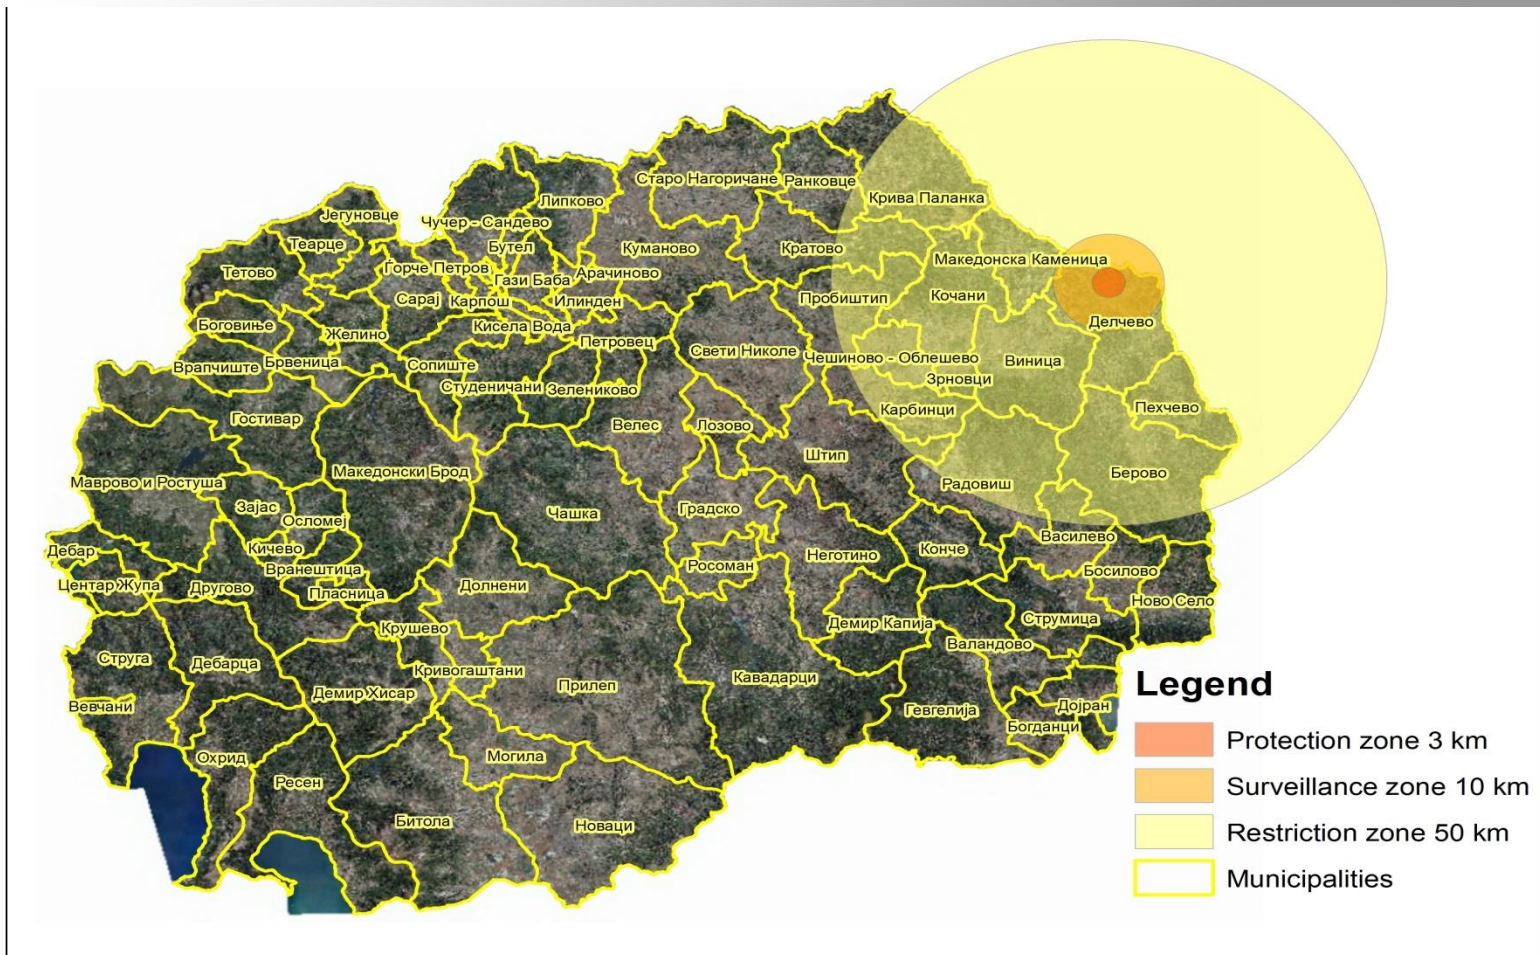 Старо Нагоричане
Ранковце
Крива Паланка
Липково
Јегуновце
Чучер - Сандево
Теарце
Бутел
Куманово
Кратово
Македонска Каменица
Тетово
Ѓорче Петров
Гази Баба
Арачиново
Сарај
Карпош
Илинден
Пробиштип
Кочани
Боговиње
Желино
Кисела Вода
Делчево
Петровец
Свети Николе
Чешиново - Облешево
Виница
Врапчиште
Брвеница
Сопиште
Студеничани
Зелениково
Зрновци
Гостивар
Велес
Лозово
Карбинци
Пехчево
Македонски Брод
Штип
Берово
Маврово и Ростуша
Радовиш
Зајас
Осломеј
Чашка
Градско
Василево
Дебар
Кичево
Неготино
Конче
Вранештица
Росоман
Босилово
Центар Жупа
Другово
Пласница
Долнени
Ново Село
Крушево
Демир Капија
Струмица
Валандово
Струга
Дебарца
Кривогаштани
Демир Хисар
Прилеп
Кавадарци
Вевчани
Гевгелија
Дојран
Богданци
Охрид
Могила
Ресен
Битола
Новаци
Legend
Protection zone 3 km
Surveillance zone 10 km
Restriction zone 50 km
Municipalities